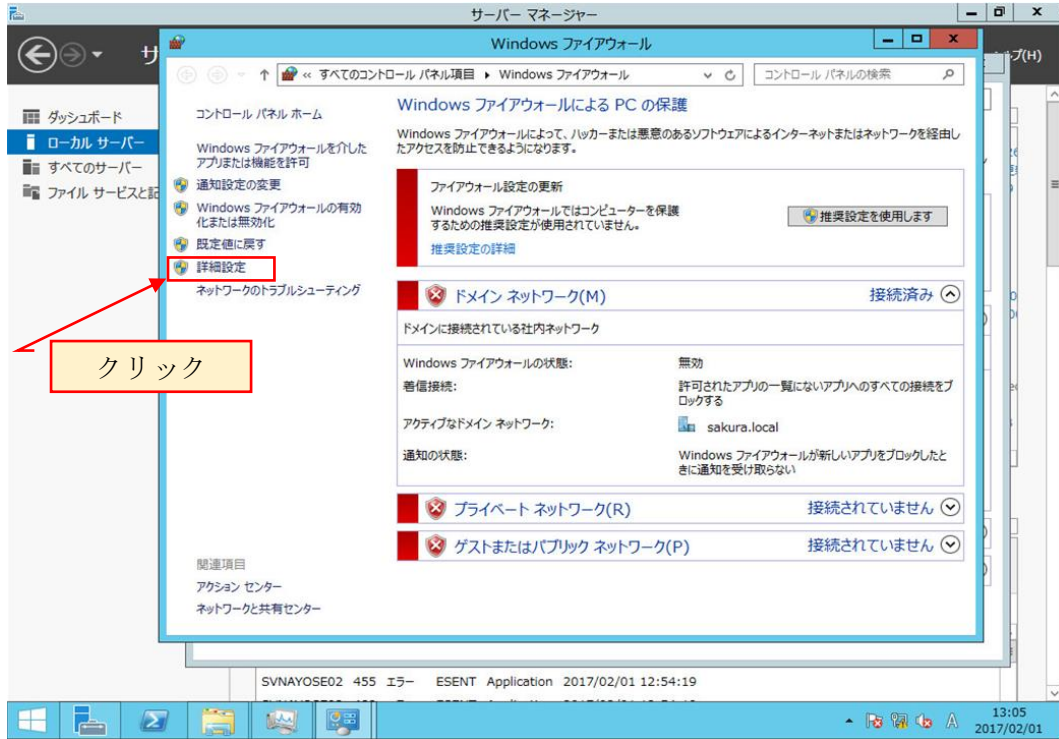 サーバー マネージャー
Windows ファイアウォール
« すべてのコントロール パネル項目 ▸ Windows ファイアウォール
コントロール パネルの検索
プ(H)
サ
ダッシュボード
ローカル サーバー
すべてのサーバー
ファイル サービスと記
コントロール パネル ホーム
Windows ファイアウォールを介した
アプリまたは機能を許可
通知設定の変更
Windows ファイアウォールの有効
化または無効化
既定値に戻す
詳細設定
ネットワークのトラブルシューティング
クリック
関連項目
アクション センター
ネットワークと共有センター
Windows ファイアウォールによる PC の保護
Windows ファイアウォールによって、ハッカーまたは悪意のあるソフトウェアによるインターネットまたはネットワークを経由し
たアクセスを防止できるようになります。
ファイアウォール設定の更新
Windows ファイアウォールではコンピューターを保護
するための推奨設定が使用されていません。
推奨設定を使用します
推奨設定の詳細
ドメイン ネットワーク(M) 接続済み
ドメインに接続されている社内ネットワーク
Windows ファイアウォールの状態: 無効
着信接続: 許可されたアプリの一覧にないアプリへのすべての接続をブ
ロックする
アクティブなドメイン ネットワーク: sakura.local
通知の状態: Windows ファイアウォールが新しいアプリをブロックしたと
きに通知を受け取らない
プライベート ネットワーク(R) 接続されていません
ゲストまたはパブリック ネットワーク(P) 接続されていません
SVNAYOSE02 455 エラー ESENT Application 2017/02/01 12:54:19
A
13:05
2017/02/01